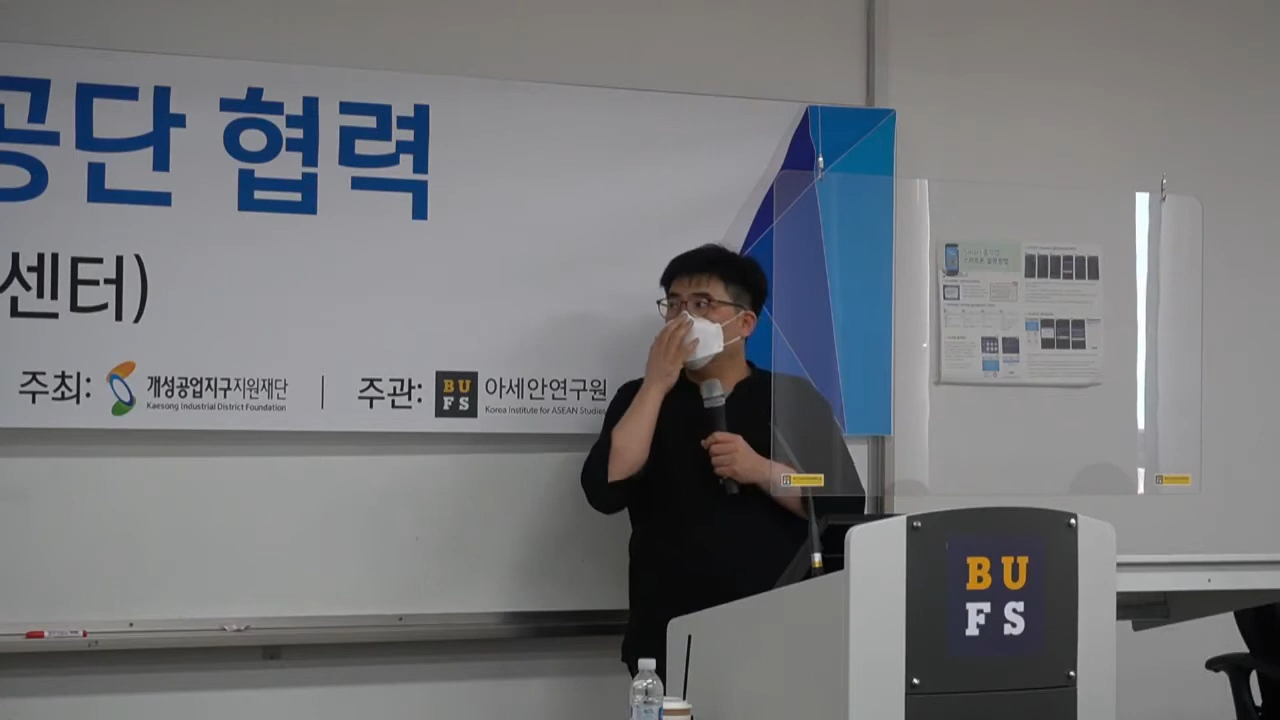 공단 협력
센터)
주최: 개성공업지구지원재단
Kaesong Industrial District Foundation
주관: BU FS 아세안연구원
Korea Institute for ASEAN Studies
BU
FS